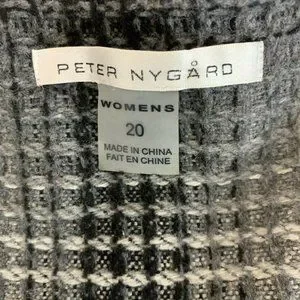 PETER NYGÅRD
WOMENS
20
MADE IN CHINA
FAIT EN CHINE